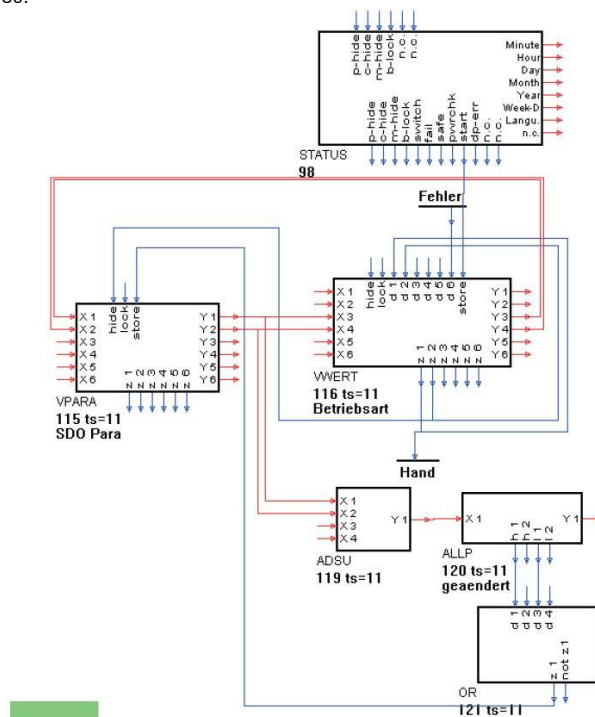 p-hide
c-hide
m-hide
b-lock
n.c.
n.c.
Minute
Hour
Day
Month
Year
Week-D
Langu.
n.c.
p-hide
c-hide
m-hide
b-lock
switch
fail
safe
pwrchk
start
dp-err
n.c.
n.c.
STATUS
98
Fehler
hide
lock
store
X 1
X 2
X 3
X 4
X 5
X 6
Y 1
Y 2
Y 3
Y 4
Y 5
Y 6
z 1
z 2
z 3
z 4
z 5
z 6
VPARA
115 ts=11
SDO Para
hide
lock
d 1
d 2
d 3
d 4
d 5
d 6
store
X 1
X 2
X 3
X 4
X 5
X 6
Y 1
Y 2
Y 3
Y 4
Y 5
Y 6
z 1
z 2
z 3
z 4
z 5
z 6
VWERT
116 ts=11
Betriebsart
Hand
X 1
X 2
X 3
X 4
Y 1
ADSU
119 ts=11
X 1
Y 1
h 1
h 2
l 1
l 2
ALLP
120 ts=11
geaendert
d 1
d 2
d 3
d 4
z 1
not z1
OR
121 ts=11